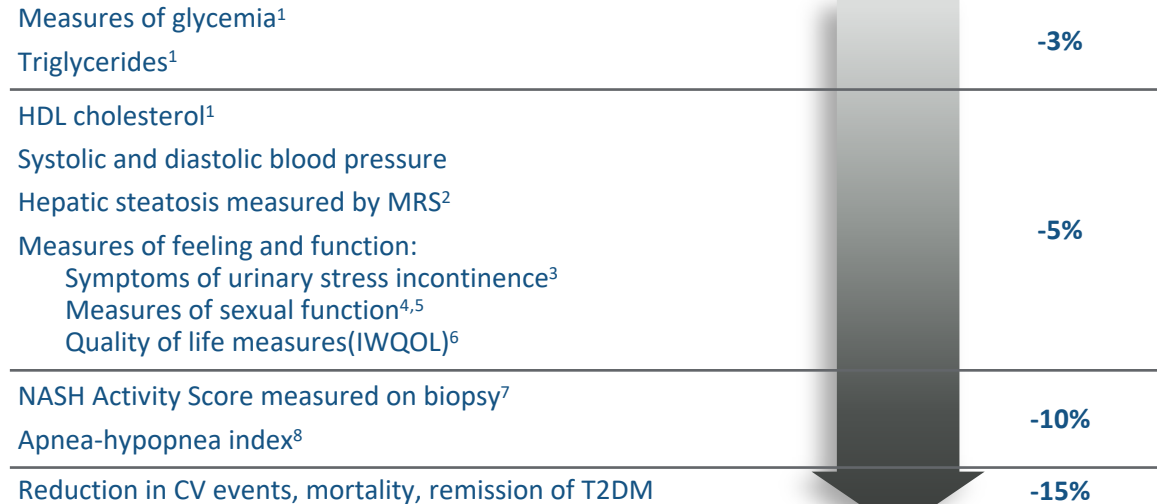 Measures of glycemia¹
Triglycerides¹
-3%
HDL cholesterol¹
Systolic and diastolic blood pressure
Hepatic steatosis measured by MRS²
Measures of feeling and function:
Symptoms of urinary stress incontinence³
Measures of sexual function⁴,⁵
Quality of life measures(IWQOL)⁶
-5%
NASH Activity Score measured on biopsy⁷
Apnea-hypopnea index⁸
-10%
Reduction in CV events, mortality, remission of T2DM
-15%